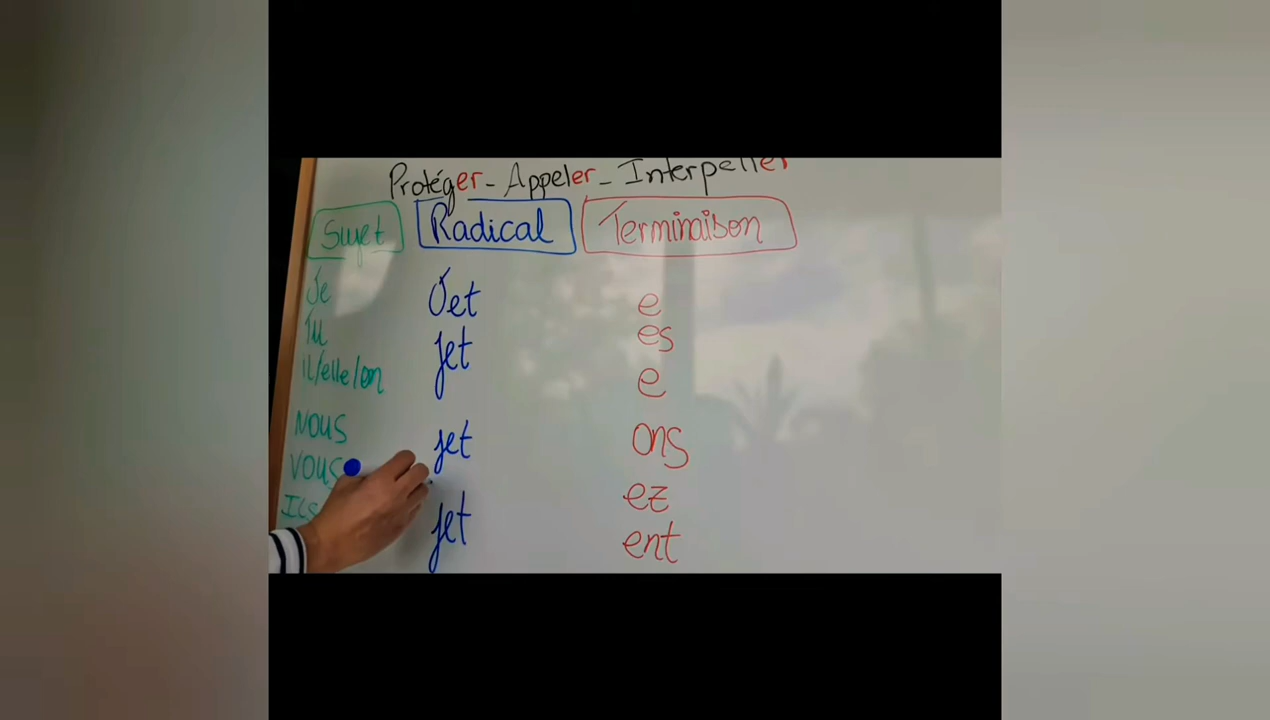 Protéger - Appeler - Interpeller
Sujet Radical Terminaison
Je Jet e
Tu jet es
il/elle/on e
NOUS jet ons
VOUS ez
ILS jet ent